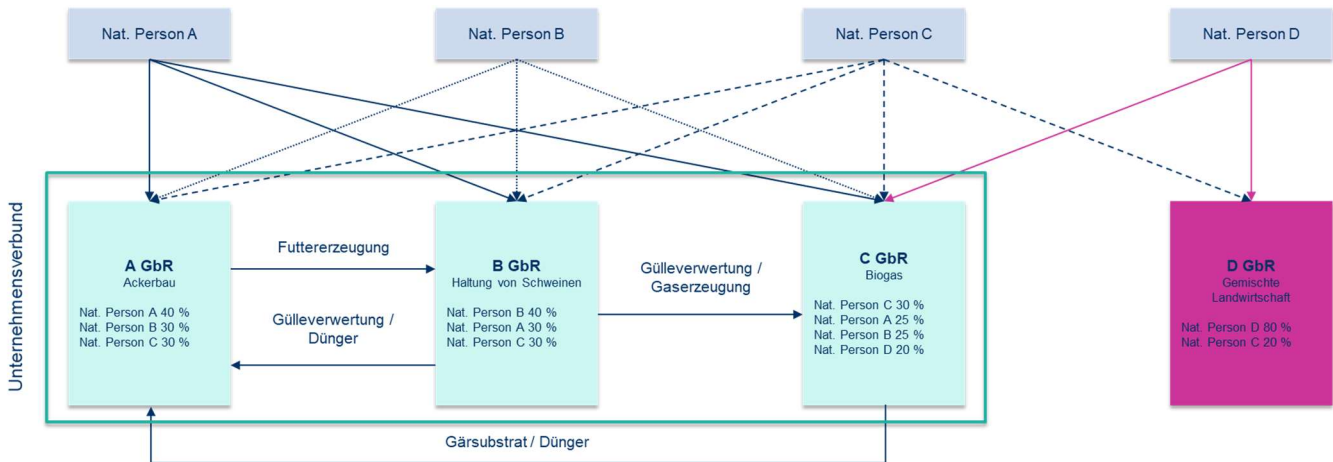 Nat. Person A
Nat. Person B
Nat. Person C
Nat. Person D
Unternehmensverbund
A GbR
Ackerbau
Nat. Person A 40 %
Nat. Person B 30 %
Nat. Person C 30 %
Futtererzeugung
Gülleverwertung /
Dünger
B GbR
Haltung von Schweinen
Nat. Person B 40 %
Nat. Person A 30 %
Nat. Person C 30 %
Gülleverwertung /
Gaserzeugung
C GbR
Biogas
Nat. Person C 30 %
Nat. Person A 25 %
Nat. Person B 25 %
Nat. Person D 20 %
D GbR
Gemischte
Landwirtschaft
Nat. Person D 80 %
Nat. Person C 20 %
Gärsubstrat / Dünger